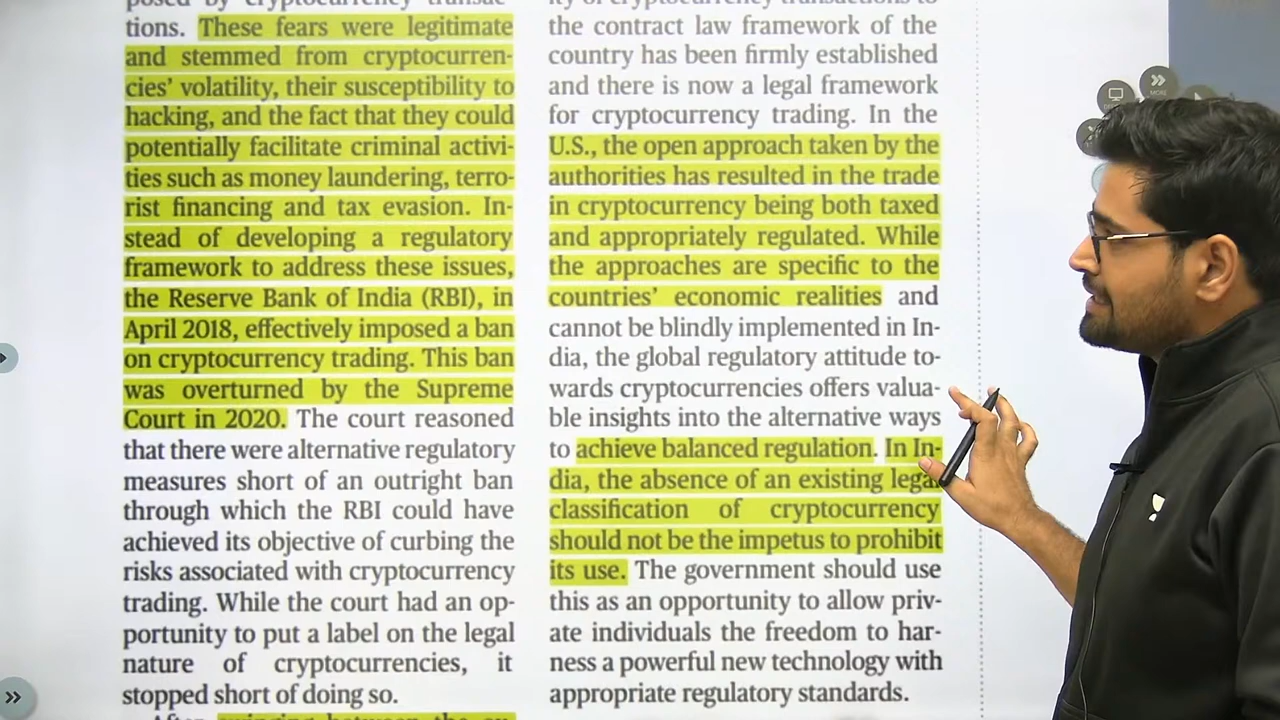 posed by cryptocurrency transac-
tions. These fears were legitimate
and stemmed from cryptocurren-
cies' volatility, their susceptibility to
hacking, and the fact that they could
potentially facilitate criminal activi-
ties such as money laundering, terro-
rist financing and tax evasion. In-
stead of developing a regulatory
framework to address these issues,
the Reserve Bank of India (RBI), in
April 2018, effectively imposed a ban
on cryptocurrency trading. This ban
was overturned by the Supreme
Court in 2020. The court reasoned
that there were alternative regulatory
measures short of an outright ban
through which the RBI could have
achieved its objective of curbing the
risks associated with cryptocurrency
trading. While the court had an op-
portunity to put a label on the legal
nature of cryptocurrencies, it
stopped short of doing so.
After swinging between the
ity of cryptocurrency transactions to
the contract law framework of the
country has been firmly established
and there is now a legal framework
for cryptocurrency trading. In the
U.S., the open approach taken by the
authorities has resulted in the trade
in cryptocurrency being both taxed
and appropriately regulated. While
the approaches are specific to the
countries' economic realities and
cannot be blindly implemented in In-
dia, the global regulatory attitude to-
wards cryptocurrencies offers valua-
ble insights into the alternative ways
to achieve balanced regulation. In In-
dia, the absence of an existing legal
classification of cryptocurrency
should not be the impetus to prohibit
its use. The government should use
this as an opportunity to allow priv-
ate individuals the freedom to har-
ness a powerful new technology with
appropriate regulatory standards.
MORE